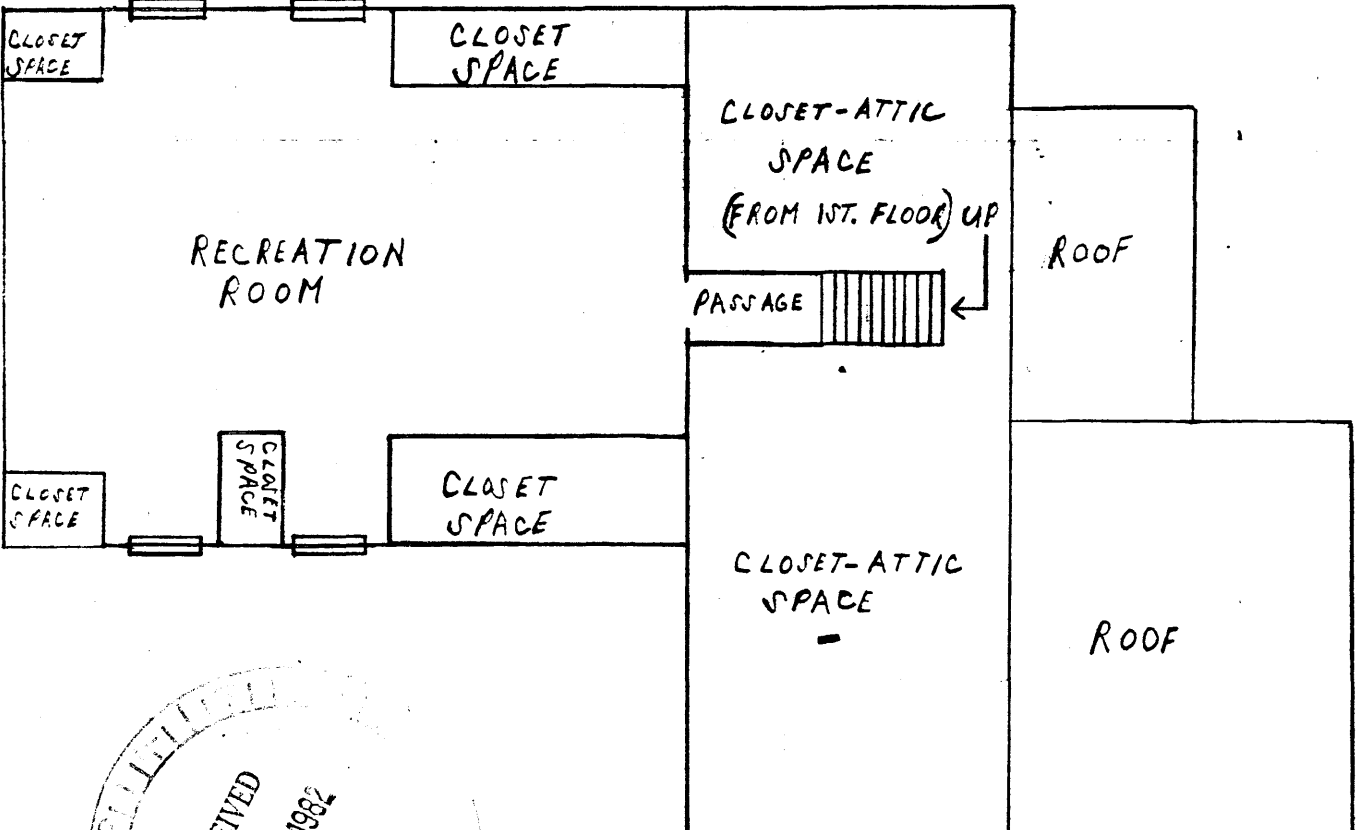 CLOSET
SPACE
CLOSET
SPACE
CLOSET-ATTIC
SPACE
(FROM 1ST. FLOOR) UP
ROOF
RECREATION
ROOM
PASSAGE
CLOSET
SPACE
CLOSET
SPACE
CLOSET
SPACE
CLOSET-ATTIC
SPACE
ROOF
1982